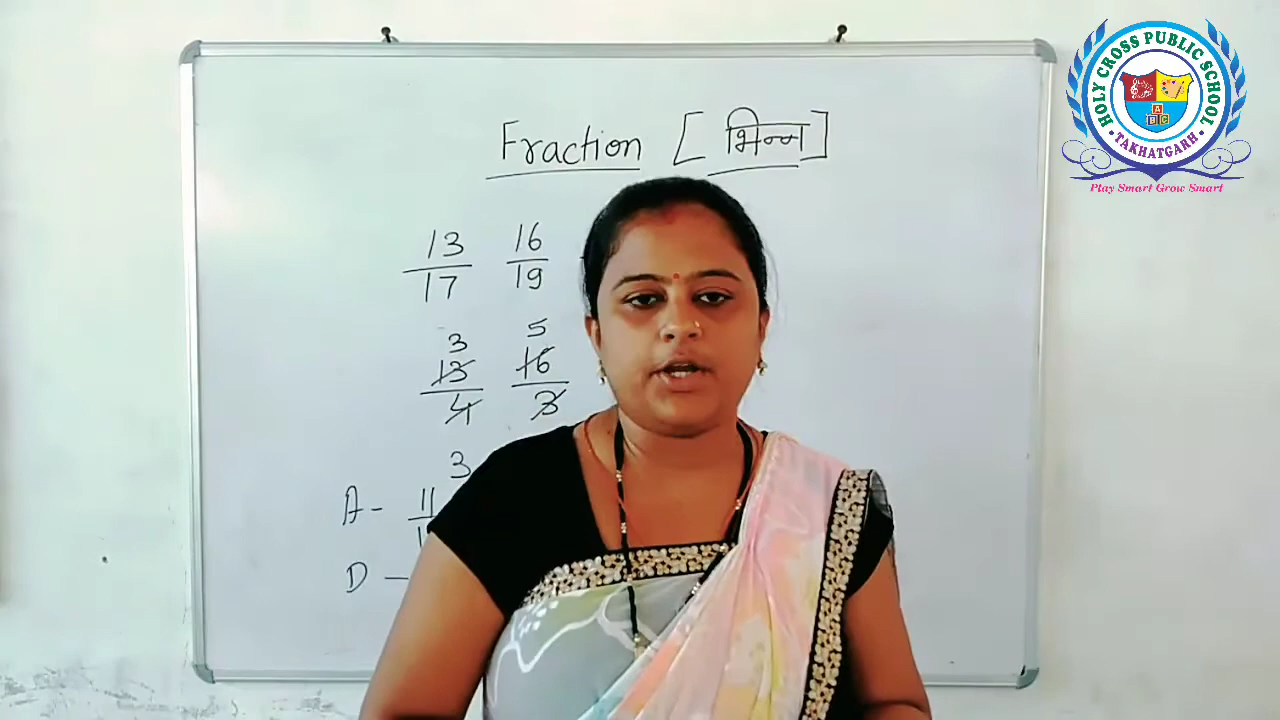 Fraction [ भिन्न ]
13/17 16/19
3 5
13/4 16/3
3
A - 11
D -
HOLY CROSS PUBLIC SCHOOL
TAKHATGARH
A
B C
Play Smart Grow Smart